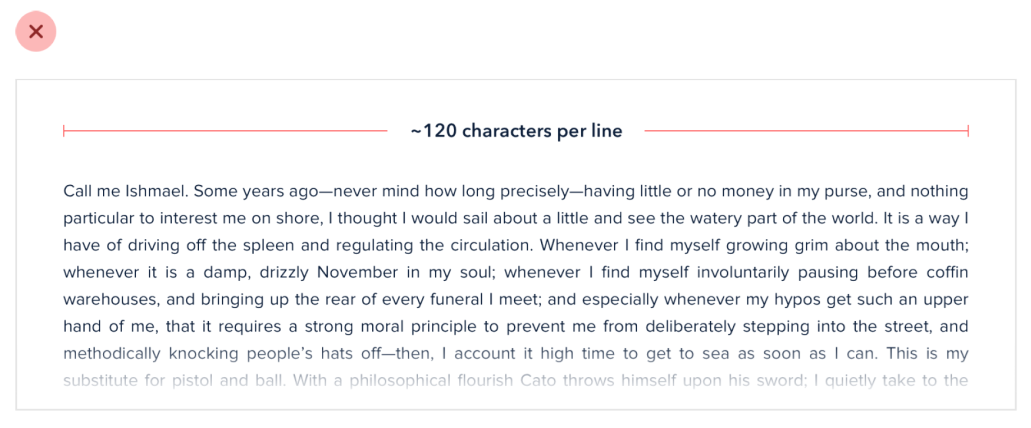 ~120 characters per line
Call me Ishmael. Some years ago—never mind how long precisely—having little or no money in my purse, and nothing
particular to interest me on shore, I thought I would sail about a little and see the watery part of the world. It is a way I
have of driving off the spleen and regulating the circulation. Whenever I find myself growing grim about the mouth;
whenever it is a damp, drizzly November in my soul; whenever I find myself involuntarily pausing before coffin
warehouses, and bringing up the rear of every funeral I meet; and especially whenever my hypos get such an upper
hand of me, that it requires a strong moral principle to prevent me from deliberately stepping into the street, and
methodically knocking people’s hats off—then, I account it high time to get to sea as soon as I can. This is my
substitute for pistol and ball. With a philosophical flourish Cato throws himself upon his sword; I quietly take to the